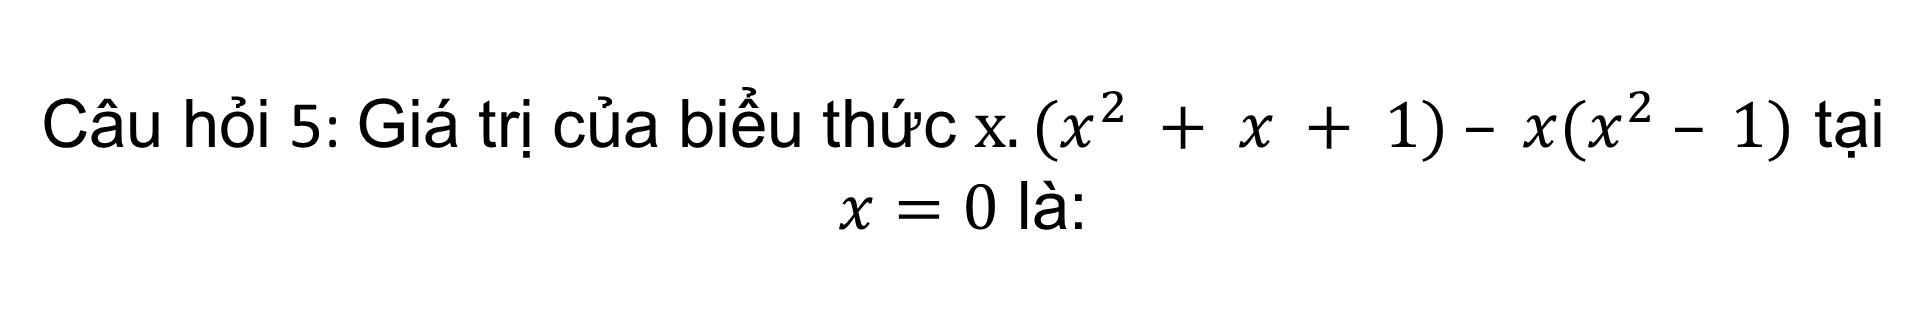 Câu hỏi 5: Giá trị của biểu thức x. (x² + x + 1) – x(x² – 1) tại
x = 0 là: